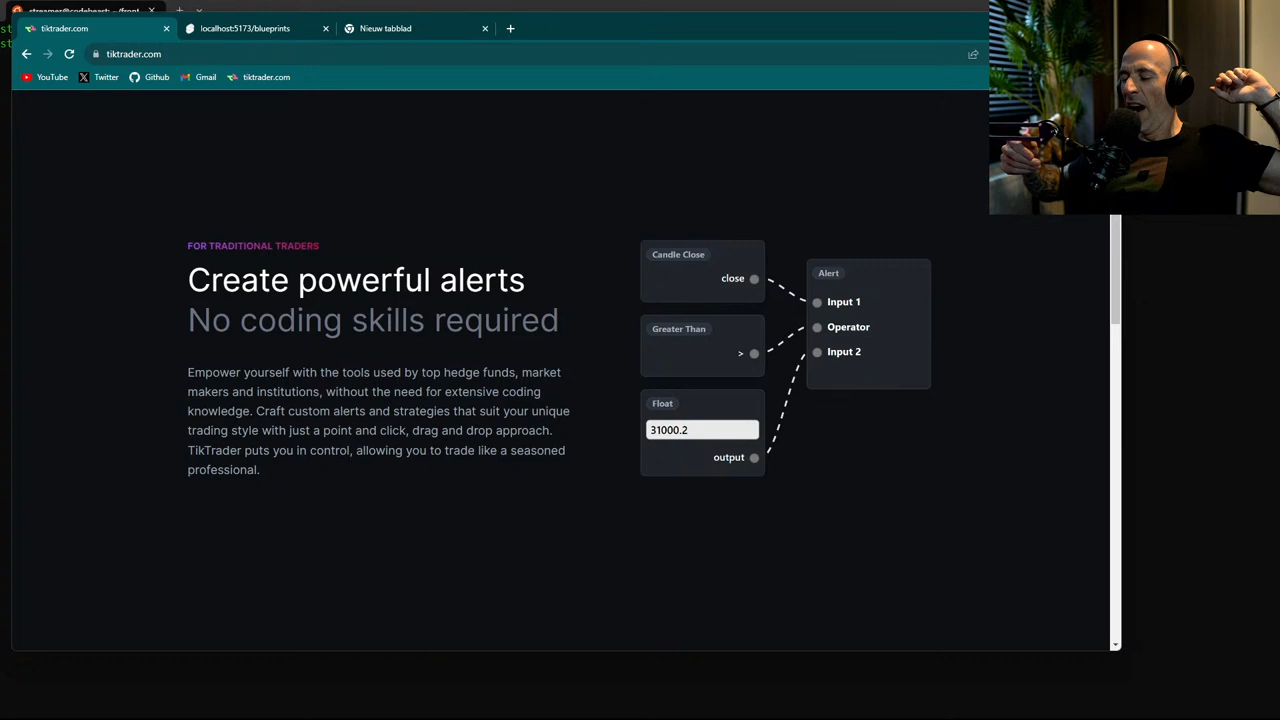 streamer@codebeast: ~/front
tiktrader.com
localhost:5173/blueprints
Nieuw tabblad
tiktrader.com
YouTube
Twitter
Github
Gmail
tiktrader.com
FOR TRADITIONAL TRADERS
Create powerful alerts
No coding skills required
Empower yourself with the tools used by top hedge funds, market
makers and institutions, without the need for extensive coding
knowledge. Craft custom alerts and strategies that suit your unique
trading style with just a point and click, drag and drop approach.
TikTrader puts you in control, allowing you to trade like a seasoned
professional.
Candle Close
close
Greater Than
>
Float
31000.2
output
Alert
Input 1
Operator
Input 2